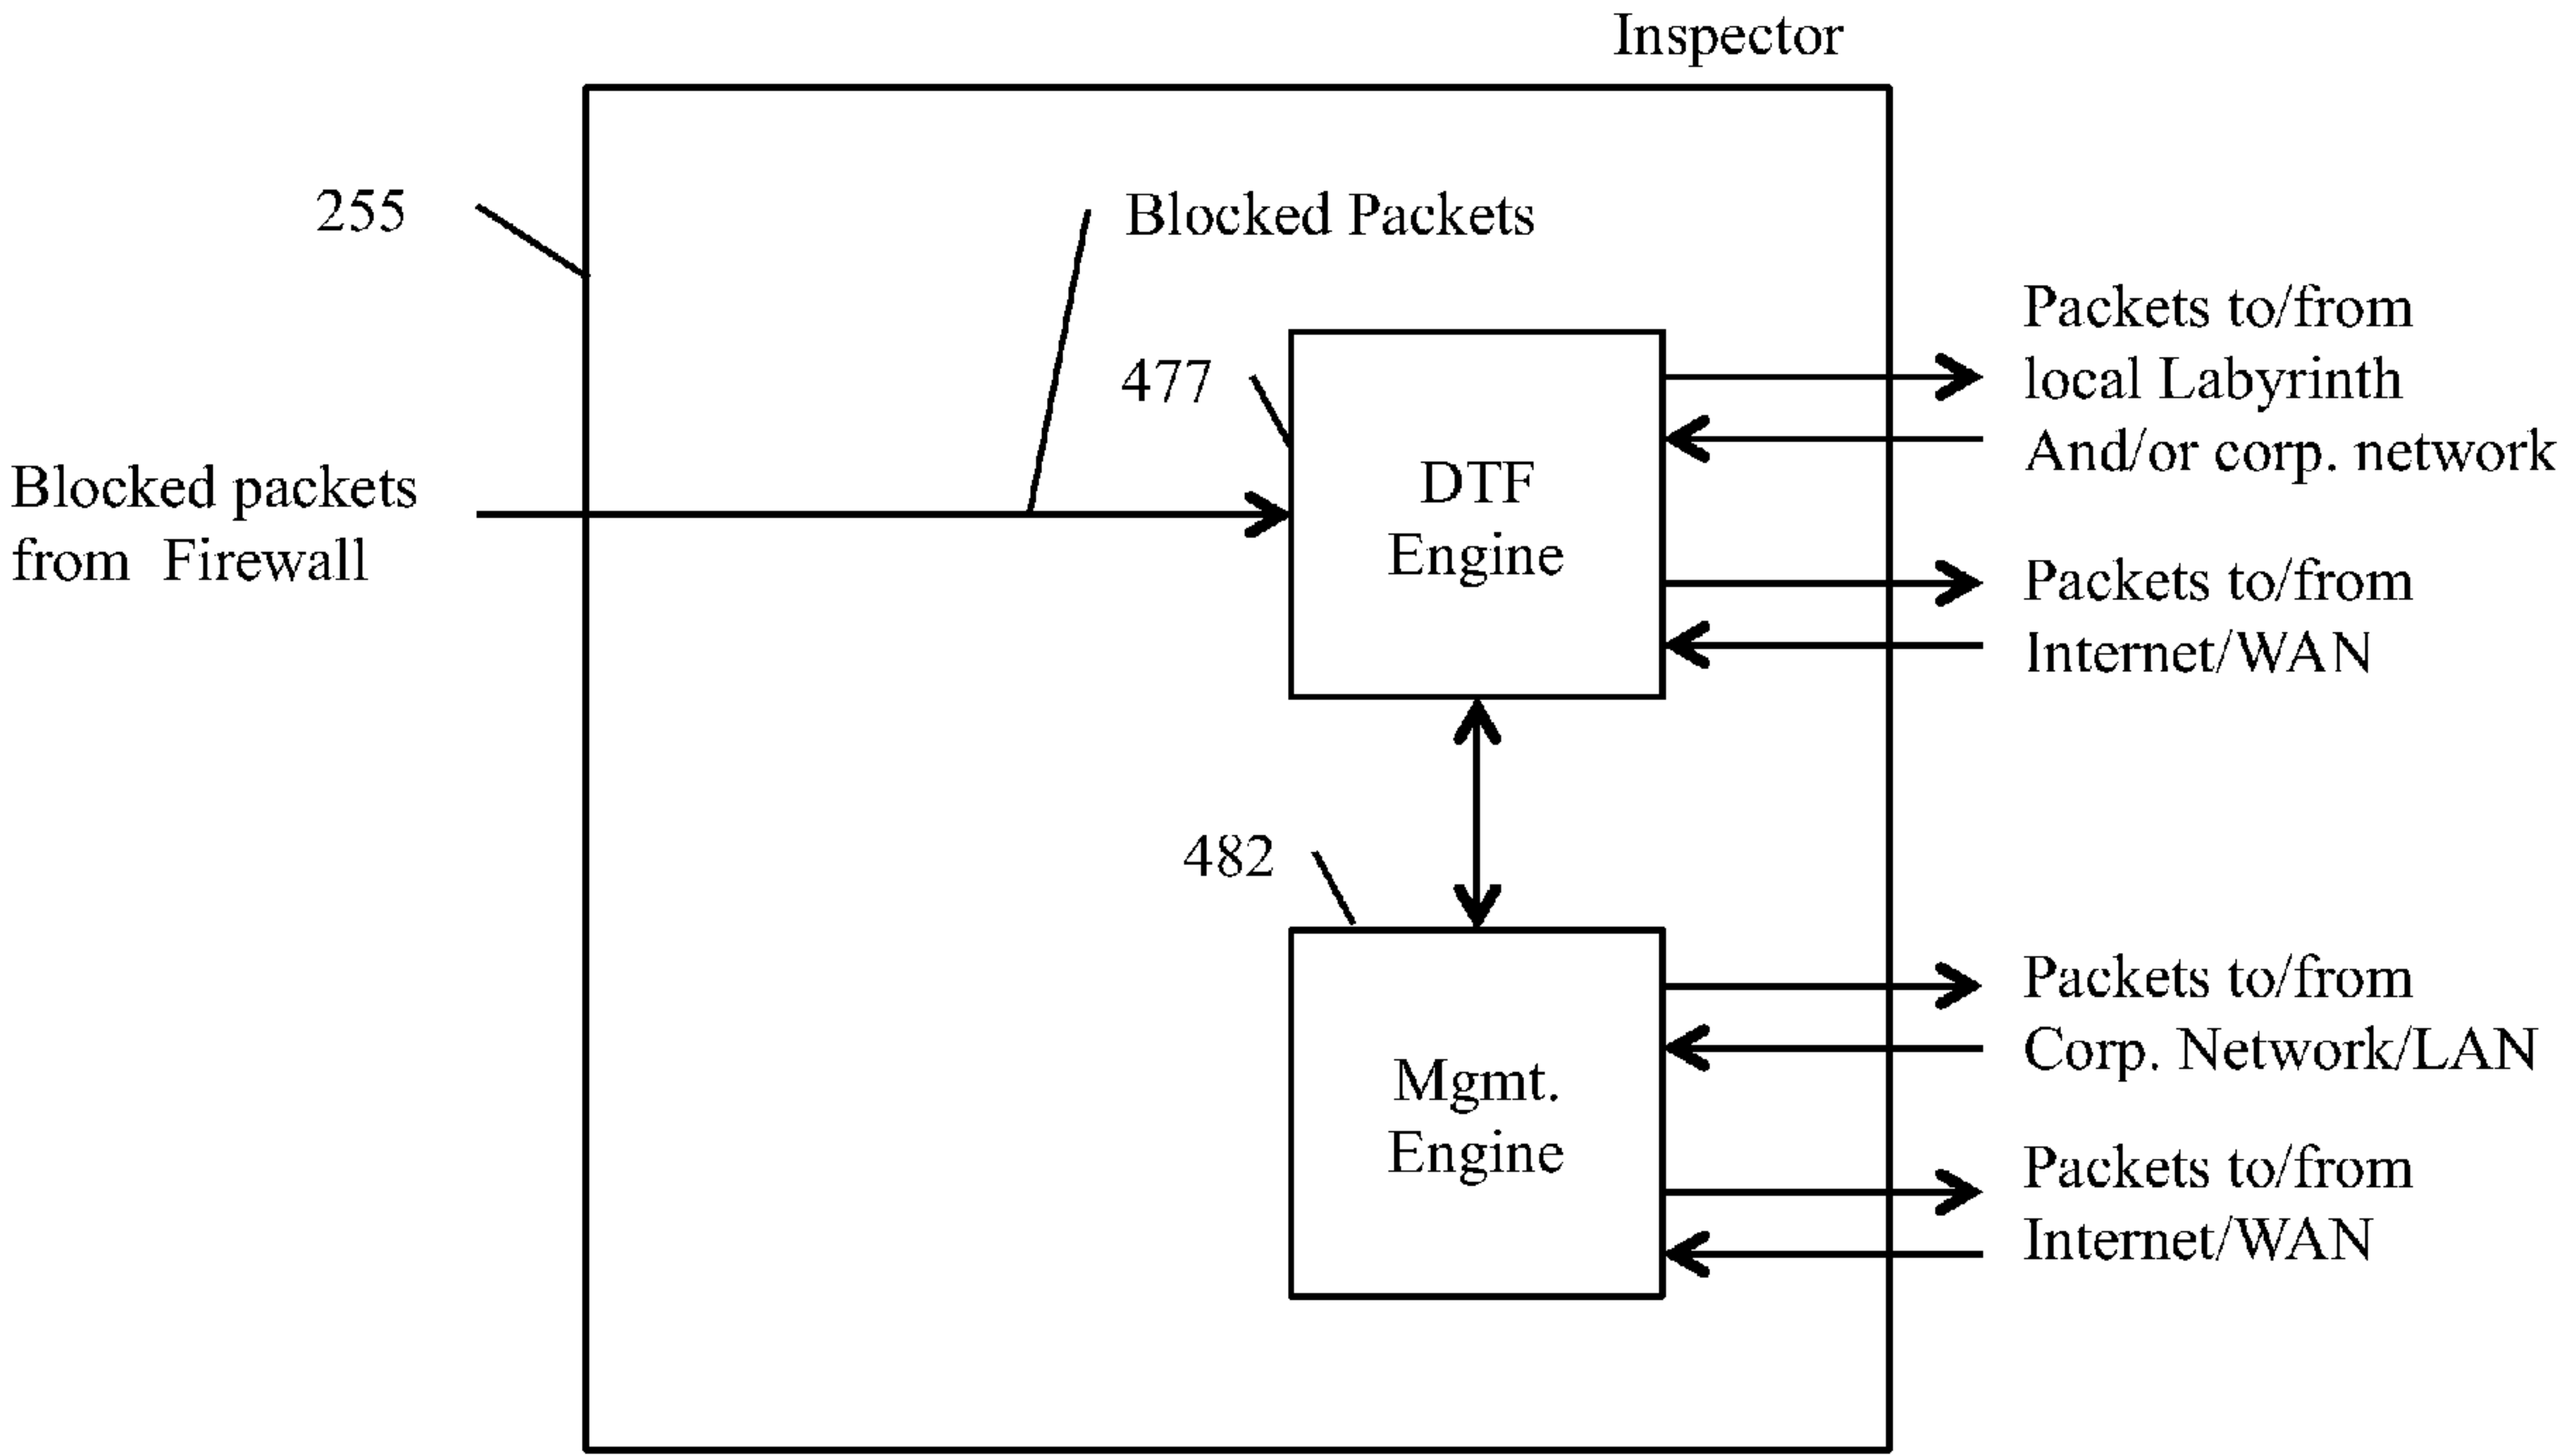 Inspector
255
Blocked Packets
477
Blocked packets
from Firewall
DTF
Engine
Packets to/from
local Labyrinth
And/or corp. network
Packets to/from
Internet/WAN
482
Mgmt.
Engine
Packets to/from
Corp. Network/LAN
Packets to/from
Internet/WAN